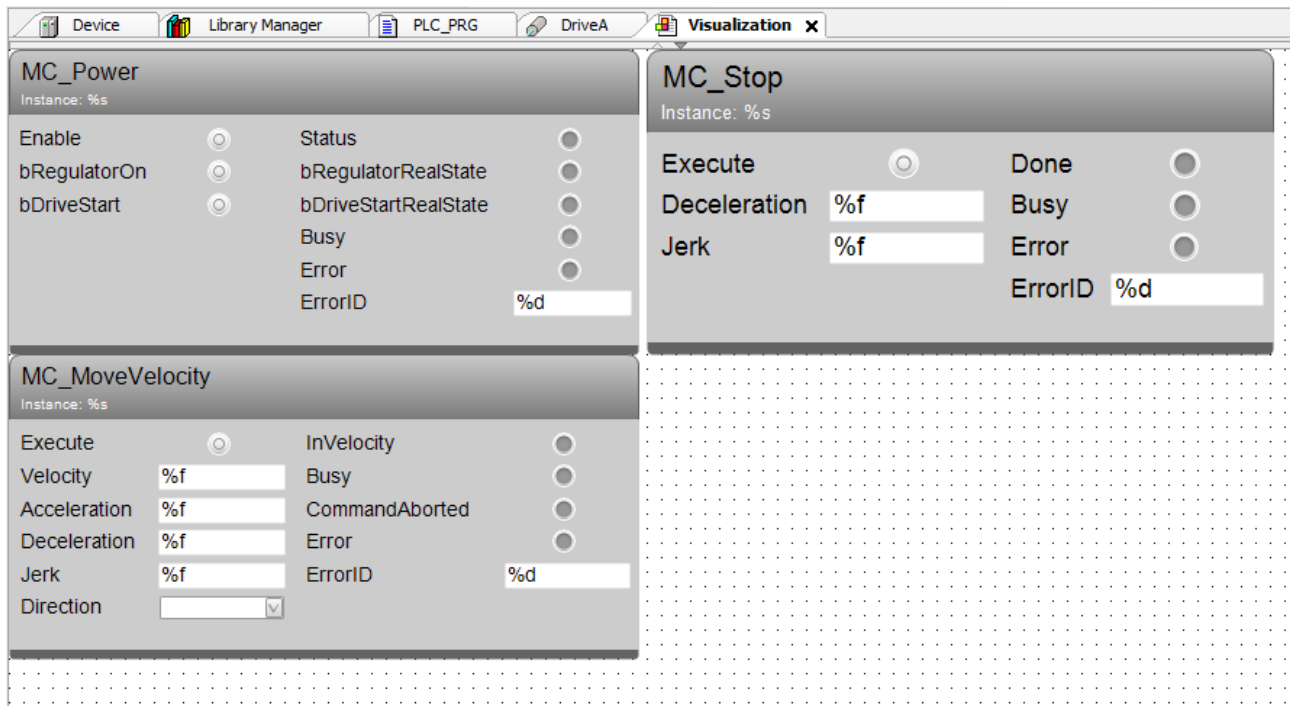 Device Library Manager PLC_PRG DriveA Visualization X
MC_Power
Instance: %s
Enable Status
bRegulatorOn bRegulatorRealState
bDriveStart bDriveStartRealState
Busy
Error
ErrorID %d
MC_Stop
Instance: %s
Execute Done
Deceleration %f Busy
Jerk %f Error
ErrorID %d
MC_MoveVelocity
Instance: %s
Execute InVelocity
Velocity %f Busy
Acceleration %f CommandAborted
Deceleration %f Error
Jerk %f ErrorID %d
Direction